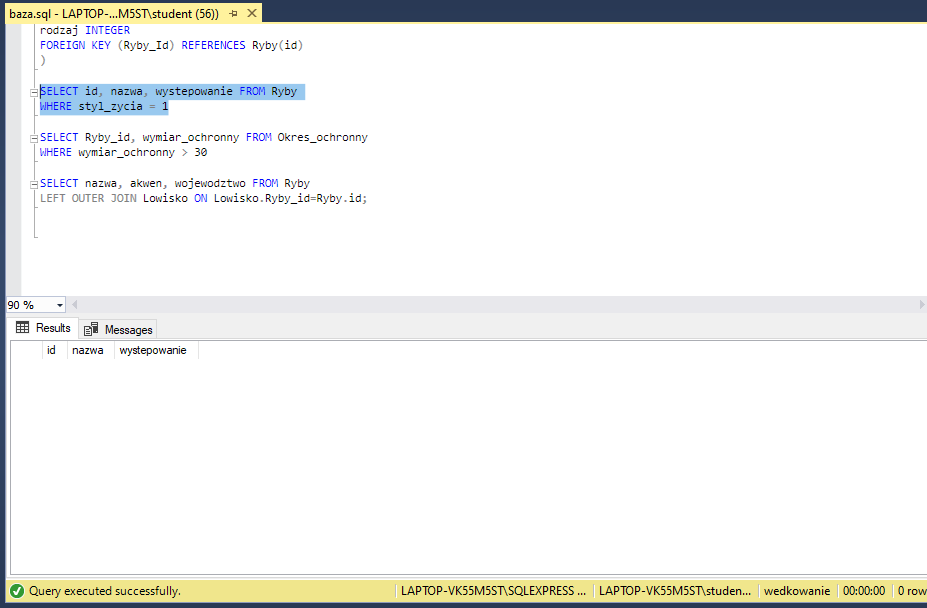 baza.sql - LAPTOP-...M5ST\student (56))
rodzaj INTEGER
FOREIGN KEY (Ryby_Id) REFERENCES Ryby(id)
)
SELECT id, nazwa, wystepowanie FROM Ryby
WHERE styl_zycia = 1
SELECT Ryby_id, wymiar_ochronny FROM Okres_ochronny
WHERE wymiar_ochronny > 30
SELECT nazwa, akwen, wojewodztwo FROM Ryby
LEFT OUTER JOIN Lowisko ON Lowisko.Ryby_id=Ryby.id;
90 %
Results Messages
id nazwa wystepowanie
Query executed successfully. LAPTOP-VK55M5ST\SQLEXPRESS ... LAPTOP-VK55M5ST\studen... wedkowanie 00:00:00 0 row